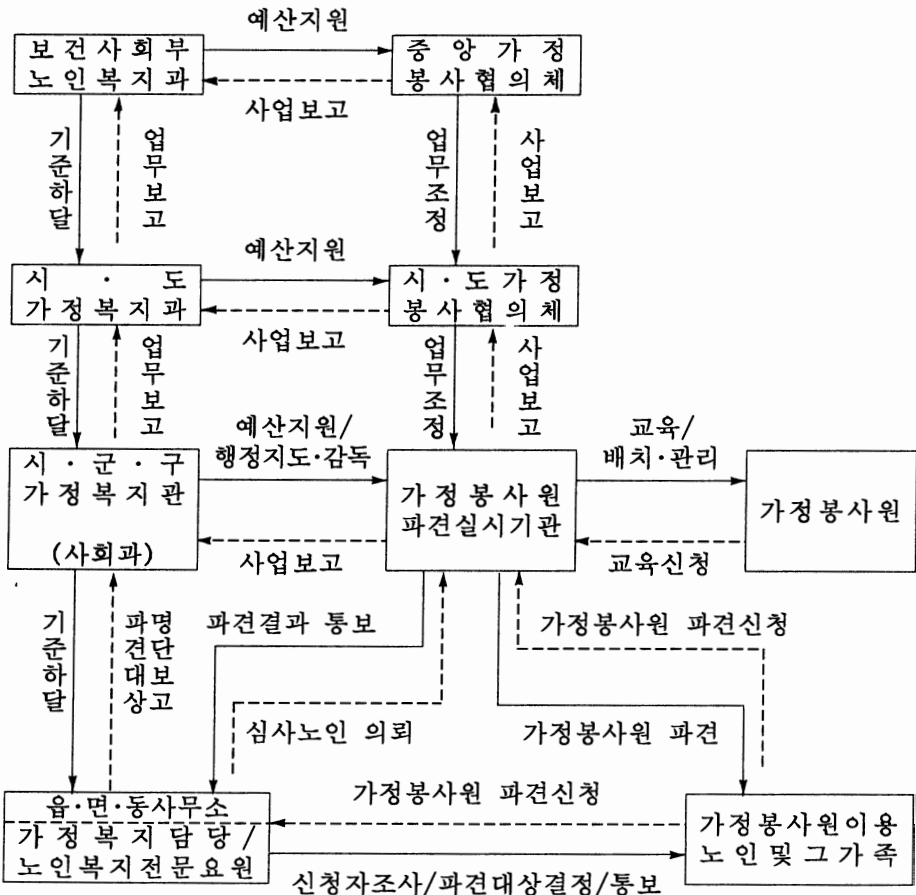 예산지원
보건사회부
노인복지과
중앙가정
봉사협의체
사업보고
기준하달
업무보고
업무조정
사업보고
예산지원
시·도
가정복지과
시·도가정
봉사협의체
사업보고
기준하달
업무보고
업무조정
사업보고
예산지원/
행정지도·감독
교육/
배치·관리
시·군·구
가정복지관
(사회과)
가정봉사원
파견실시기관
가정봉사원
사업보고
교육신청
기준하달
파견대상
명단보고
파견결과 통보
가정봉사원 파견신청
심사노인 의뢰
가정봉사원 파견
읍·면·동사무소
가정복지담당/
노인복지전문요원
가정봉사원 파견신청
가정봉사원이용
노인및그가족
신청자조사/파견대상결정/통보